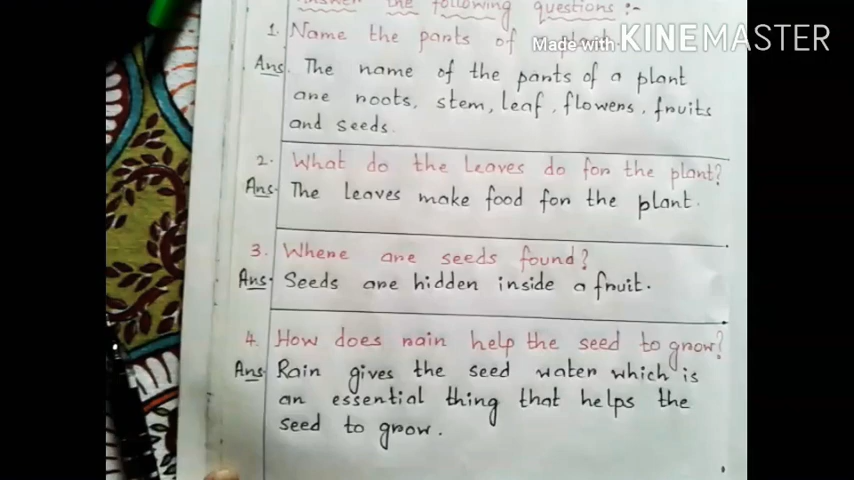 Answer the following questions :-
1. Name the parts of plant
Made with KINEMASTER
Ans. The name of the parts of a plant
are roots, stem, leaf, flowers, fruits
and seeds.
2. What do the leaves do for the plant?
Ans. The leaves make food for the plant.
3. Where are seeds found?
Ans. Seeds are hidden inside a fruit.
4. How does rain help the seed to grow?
Ans. Rain gives the seed water which is
an essential thing that helps the
seed to grow.